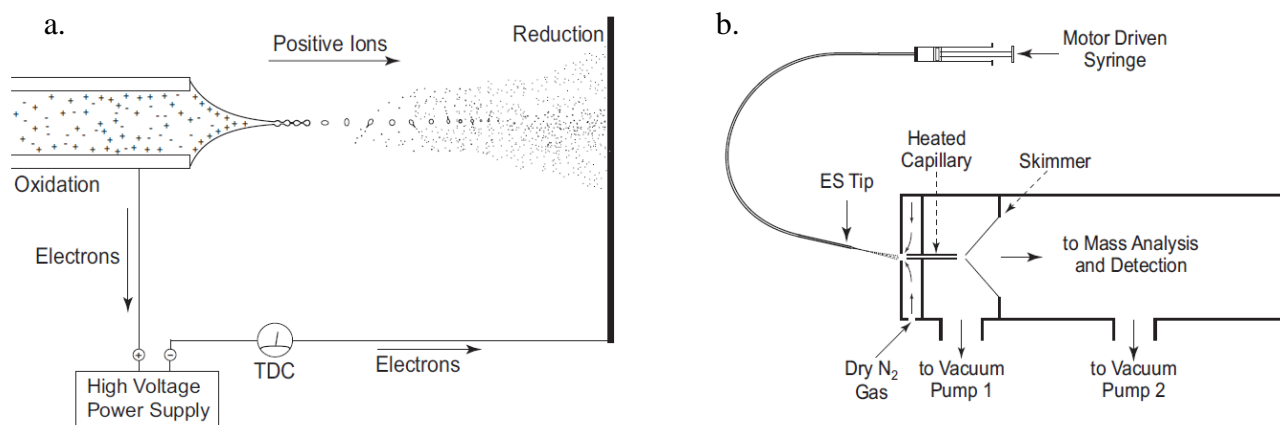 a.
Positive Ions
Reduction
+ + + + + + + + + +
- - - - - - - - - -
Oxidation
Electrons
+ -
TDC
Electrons
High Voltage
Power Supply
b.
Motor Driven
Syringe
Heated
Capillary
Skimmer
ES Tip
to Mass Analysis
and Detection
Dry N₂
Gas
to Vacuum
Pump 1
to Vacuum
Pump 2